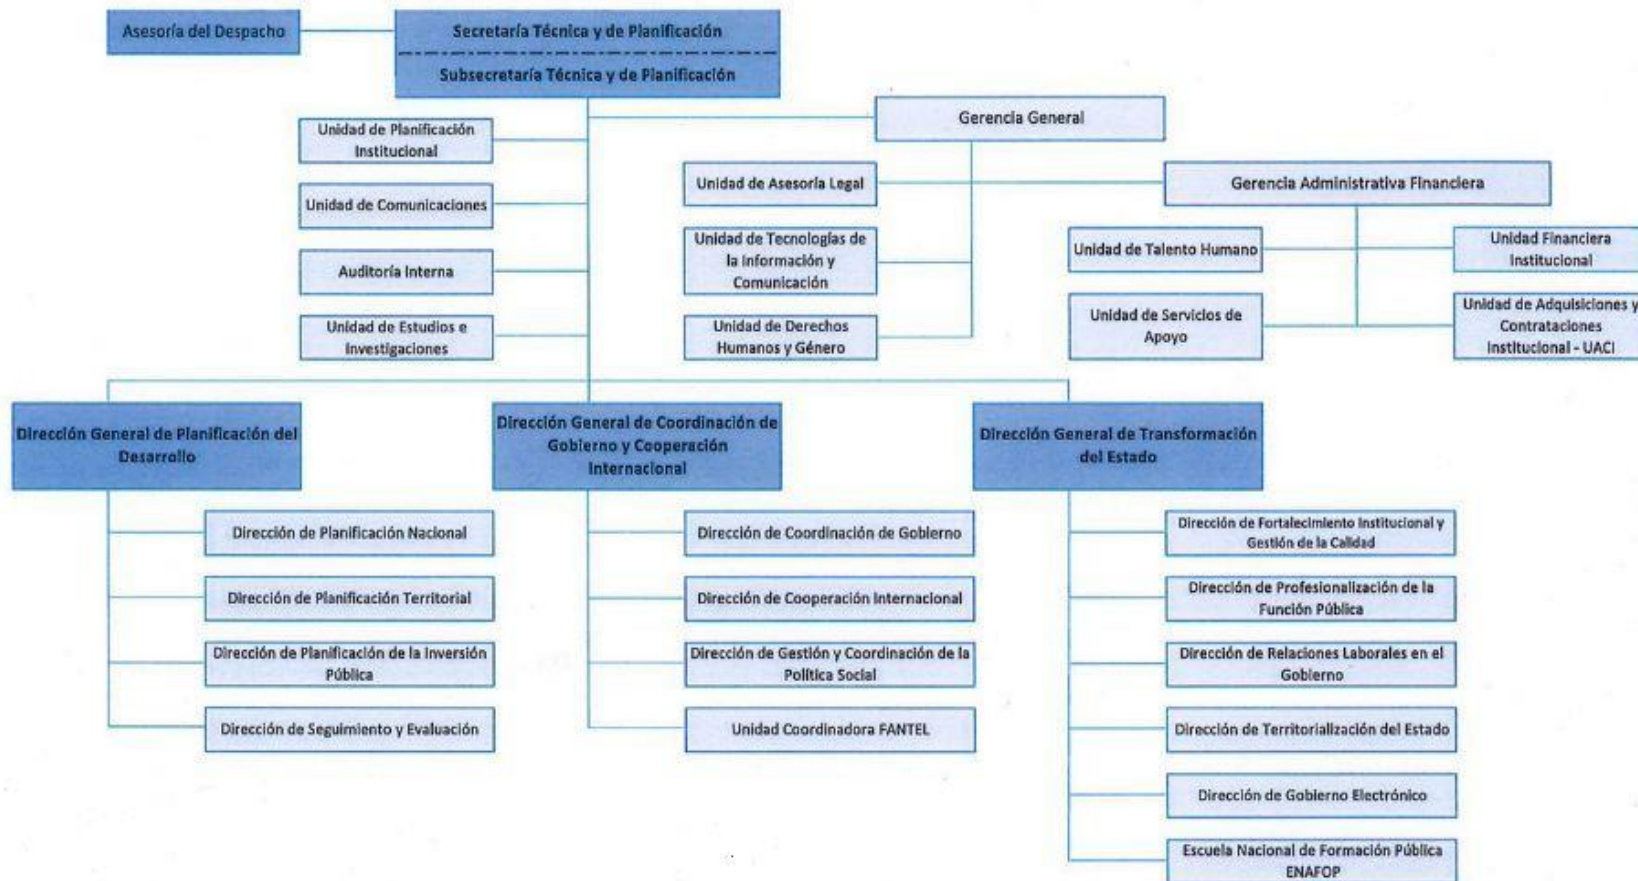 Asesoría del Despacho
Secretaría Técnica y de Planificación
Subsecretaría Técnica y de Planificación
Gerencia General
Unidad de Planificación
Institucional
Unidad de Comunicaciones
Auditoría Interna
Unidad de Estudios e
Investigaciones
Unidad de Asesoría Legal
Unidad de Tecnologías de
la Información y
Comunicación
Unidad de Derechos
Humanos y Género
Gerencia Administrativa Financiera
Unidad de Talento Humano
Unidad Financiera
Institucional
Unidad de Servicios de
Apoyo
Unidad de Adquisiciones y
Contrataciones
Institucional - UACI
Dirección General de Planificación del
Desarrollo
Dirección de Planificación Nacional
Dirección de Planificación Territorial
Dirección de Planificación de la Inversión
Pública
Dirección de Seguimiento y Evaluación
Dirección General de Coordinación de
Gobierno y Cooperación
Internacional
Dirección de Coordinación de Gobierno
Dirección de Cooperación Internacional
Dirección de Gestión y Coordinación de la
Política Social
Unidad Coordinadora FANTEL
Dirección General de Transformación
del Estado
Dirección de Fortalecimiento Institucional y
Gestión de la Calidad
Dirección de Profesionalización de la
Función Pública
Dirección de Relaciones Laborales en el
Gobierno
Dirección de Territorialización del Estado
Dirección de Gobierno Electrónico
Escuela Nacional de Formación Pública
ENAFOP